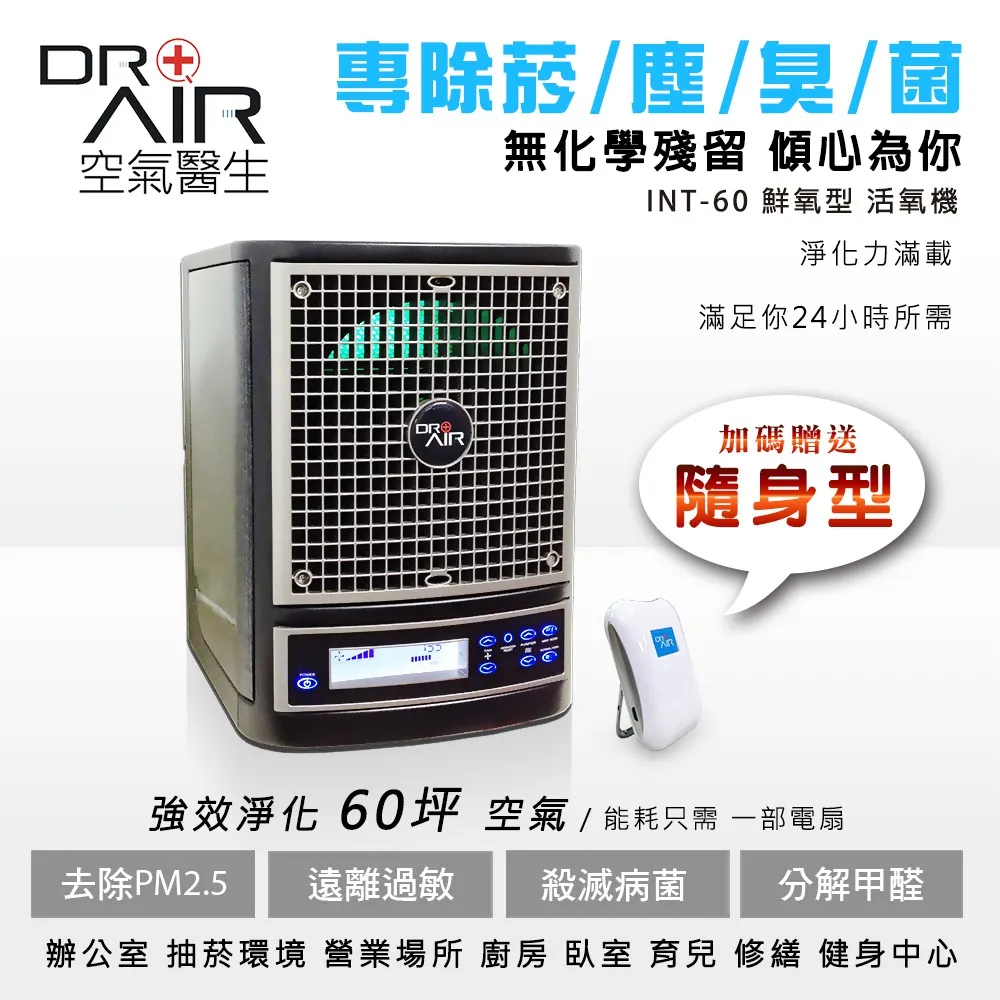 DR AIR
空氣醫生
專除菸/塵/臭/菌
無化學殘留 傾心為你
INT-60 鮮氧型 活氧機
淨化力滿載
滿足你24小時所需
加碼贈送
隨身型
DR AIR
DR AIR
POWER
強效淨化 60坪 空氣 / 能耗只需 一部電扇
去除PM2.5 遠離過敏 殺滅病菌 分解甲醛
辦公室 抽菸環境 營業場所 廚房 臥室 育兒 修繕 健身中心